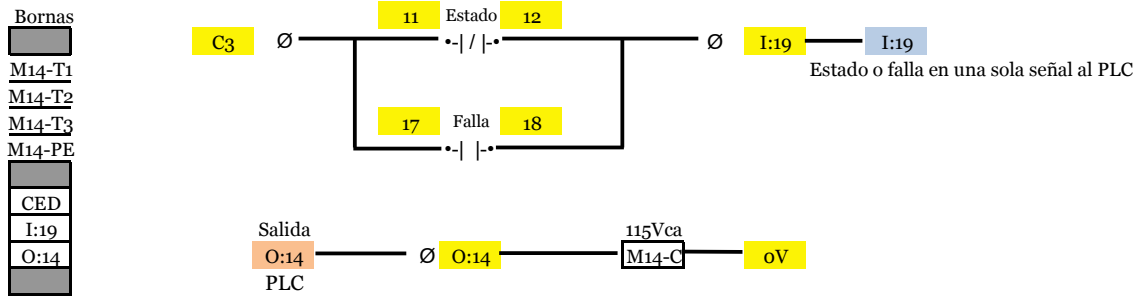 Bornas
M14-T1
M14-T2
M14-T3
M14-PE
CED
I:19
O:14
11 Estado 12
C3 Ø •-| / |-• Ø I:19 I:19
Estado o falla en una sola señal al PLC
17 Falla 18
•-| |-•
Salida 115Vca
O:14 Ø O:14 M14-C 0V
PLC